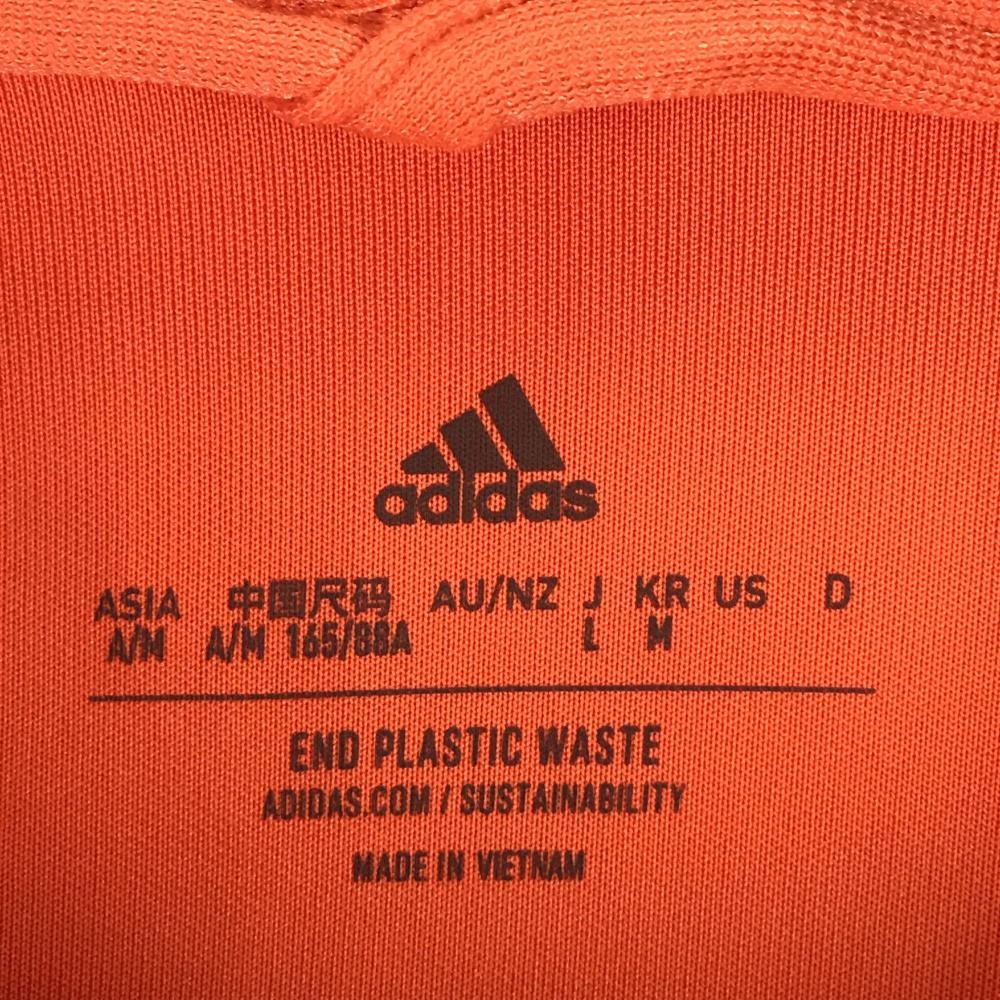 adidas
ASIA 中国尺码 AU/NZ J KR US D
A/M A/M 165/88A L M
END PLASTIC WASTE
ADIDAS.COM / SUSTAINABILITY
MADE IN VIETNAM